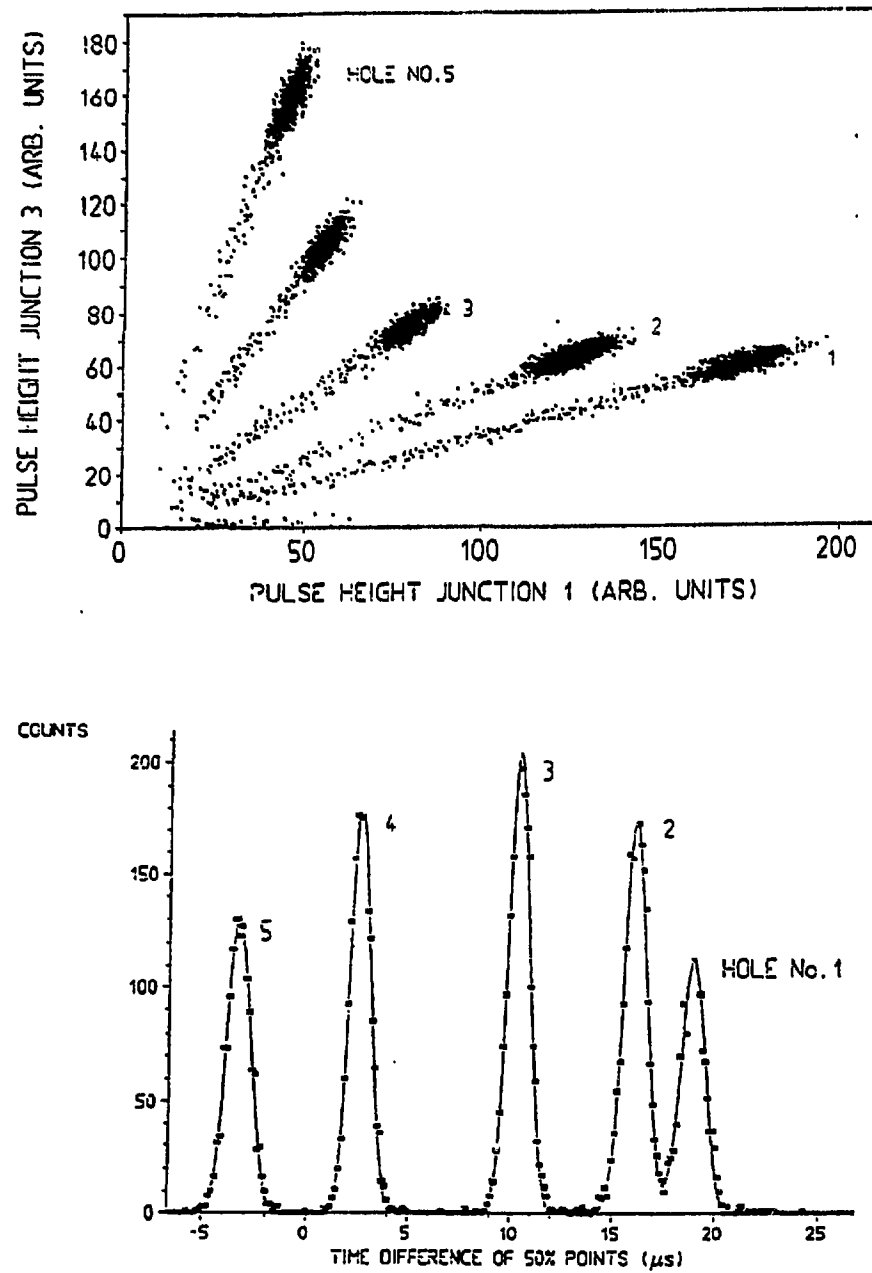 PULSE HEIGHT JUNCTION 3 (ARB. UNITS)
180
160
140
120
100
80
60
40
20
0
HOLE NO.5
3
2
1
0 50 100 150 200
PULSE HEIGHT JUNCTION 1 (ARB. UNITS)
COUNTS
200
150
100
50
0
5
4
3
2
HOLE No.1
-5 0 5 10 15 20 25
TIME DIFFERENCE OF 50% POINTS (μs)